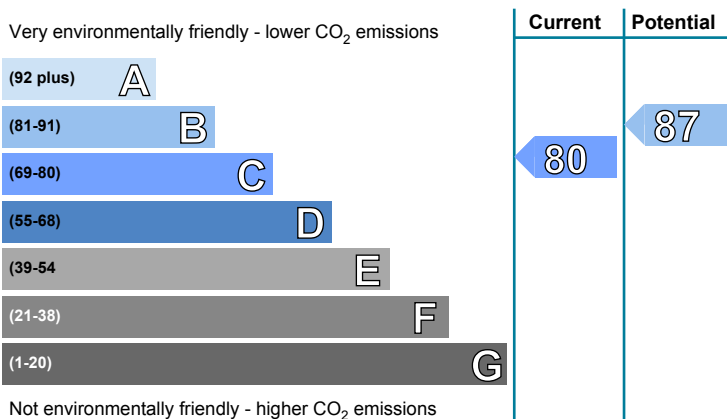 Current Potential
Very environmentally friendly - lower CO2 emissions
(92 plus) A
(81-91) B
87
(69-80) C
80
(55-68) D
(39-54 E
(21-38) F
(1-20) G
Not environmentally friendly - higher CO2 emissions